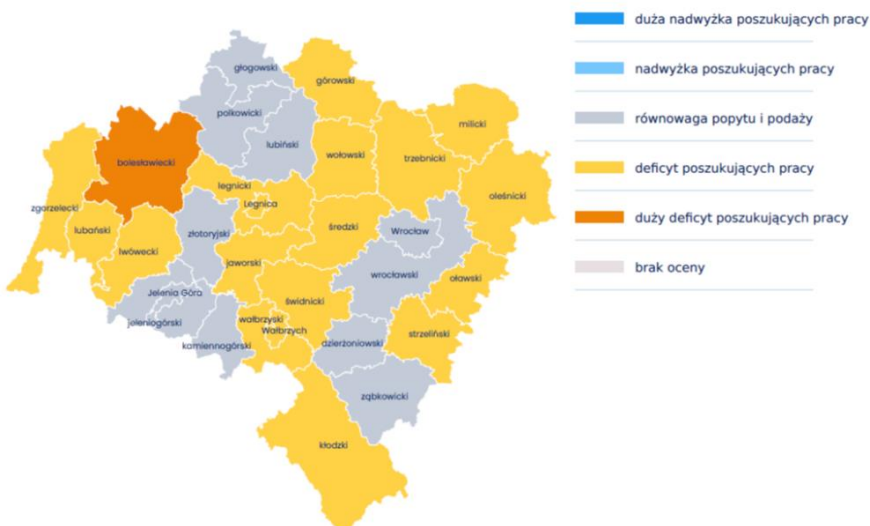 duża nadwyżka poszukujących pracy
nadwyżka poszukujących pracy
równowaga popytu i podaży
deficyt poszukujących pracy
duży deficyt poszukujących pracy
brak oceny
głogowski
górowski
polkowicki
milicki
lubiński
wołowski
trzebnicki
bolesławiecki
legnicki
oleśnicki
Legnica
zgorzelecki
lubański
złotoryjski
średzki
Wrocław
lwówecki
jaworski
wrocławski
oławski
Jelenia Góra
świdnicki
jeleniogórski
wałbrzyski
Wałbrzych
strzeliński
kamiennogórski
dzierżoniowski
ząbkowicki
kłodzki